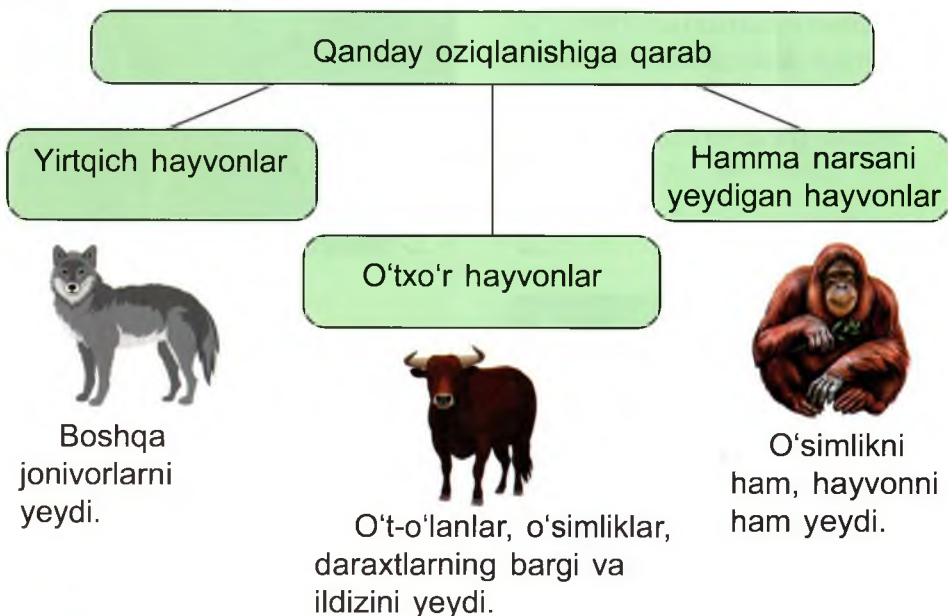 Qanday oziqlanishiga qarab
Yirtqich hayvonlar
Hamma narsani
yeydigan hayvonlar
O‘txo‘r hayvonlar
Boshqa
jonivorlarni
yeydi.
O‘t-o‘lanlar, o‘simliklar,
daraxtlarning bargi va
ildizini yeydi.
O‘simlikni
ham, hayvonni
ham yeydi.